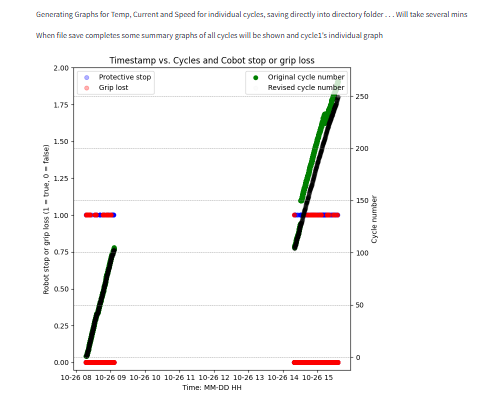 Generating Graphs for Temp, Current and Speed for individual cycles, saving directly into directory folder . . . Will take several mins
When file save completes some summary graphs of all cycles will be shown and cycle1's individual graph
Timestamp vs. Cycles and Cobot stop or grip loss
Protective stop
Grip lost
Original cycle number
Revised cycle number
2.00
1.75
1.50
1.25
1.00
0.75
0.50
0.25
0.00
Robot stop or grip loss (1 = true, 0 = false)
250
200
150
100
50
0
Cycle number
10-26 08 10-26 09 10-26 10 10-26 11 10-26 12 10-26 13 10-26 14 10-26 15
Time: MM-DD HH